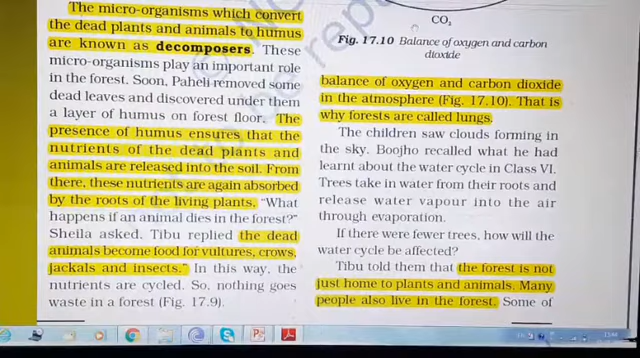 The micro-organisms which convert
the dead plants and animals to humus
are known as decomposers. These
micro-organisms play an important role
in the forest. Soon, Paheli removed some
dead leaves and discovered under them
a layer of humus on forest floor. The
presence of humus ensures that the
nutrients of the dead plants and
animals are released into the soil. From
there, these nutrients are again absorbed
by the roots of the living plants. “What
happens if an animal dies in the forest?”
Sheila asked. Tibu replied the dead
animals become food for vultures, crows,
jackals and insects.” In this way, the
nutrients are cycled. So, nothing goes
waste in a forest (Fig. 17.9).
CO2
Fig. 17.10 Balance of oxygen and carbon
dioxide
balance of oxygen and carbon dioxide
in the atmosphere (Fig. 17.10). That is
why forests are called lungs.
The children saw clouds forming in
the sky. Boojho recalled what he had
learnt about the water cycle in Class VI.
Trees take in water from their roots and
release water vapour into the air
through evaporation.
If there were fewer trees, how will the
water cycle be affected?
Tibu told them that the forest is not
just home to plants and animals. Many
people also live in the forest. Some of